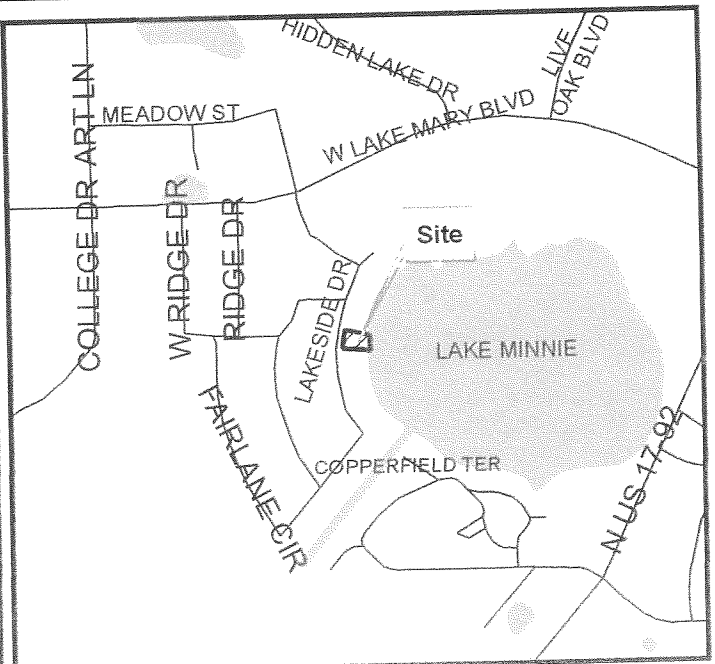 HIDDEN LAKE DR
LIVE
OAK BLVD
ART LN
MEADOW ST
W LAKE MARY BLVD
COLLEGE DR
W RIDGE DR
RIDGE DR
Site
LAKESIDE DR
LAKE MINNIE
FAIRLANE CIR
COPPERFIELD TER
N US 17-92